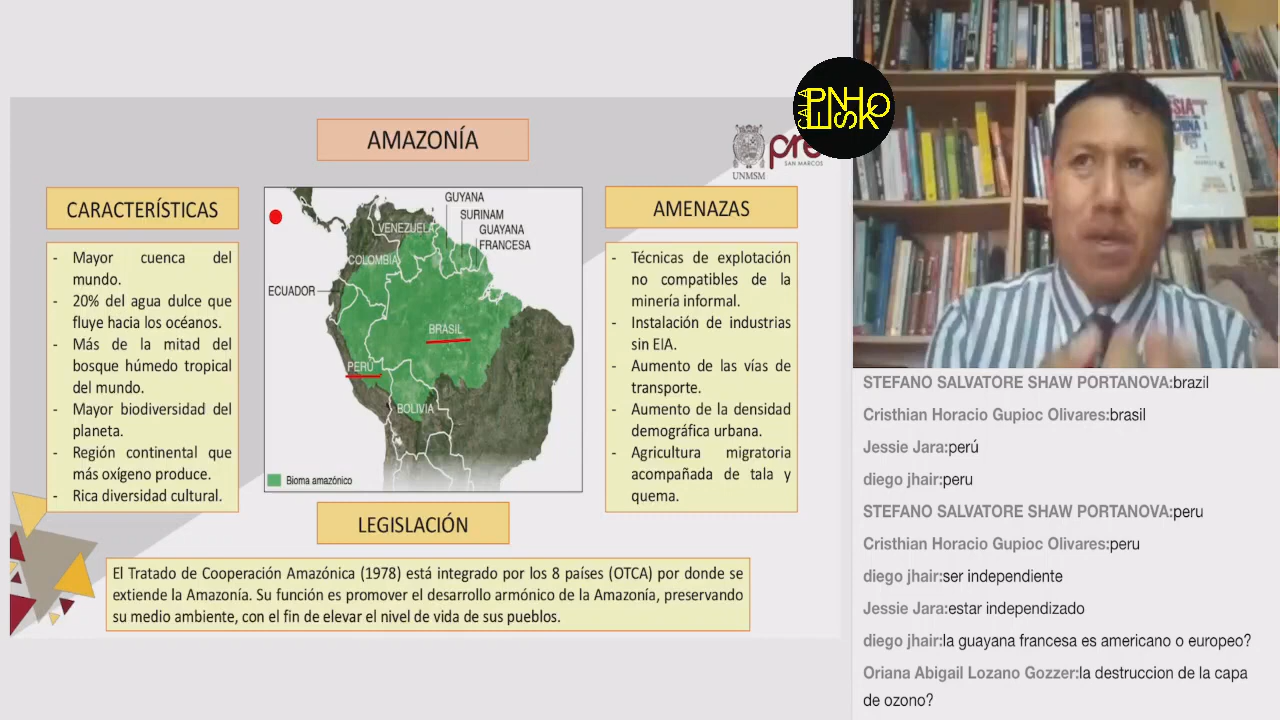 AMAZONÍA
UNMSM
pre
SAN MARCOS
CALA
PNHO
ESK
CARACTERÍSTICAS
- Mayor cuenca del
mundo.
- 20% del agua dulce que
fluye hacia los océanos.
- Más de la mitad del
bosque húmedo tropical
del mundo.
- Mayor biodiversidad del
planeta.
- Región continental que
más oxígeno produce.
- Rica diversidad cultural.
GUYANA
SURINAM
GUAYANA
FRANCESA
VENEZUELA
COLOMBIA
ECUADOR
BRASIL
PERÚ
BOLIVIA
Bioma amazónico
AMENAZAS
- Técnicas de explotación
no compatibles de la
minería informal.
- Instalación de industrias
sin EIA.
- Aumento de las vías de
transporte.
- Aumento de la densidad
demográfica urbana.
- Agricultura migratoria
acompañada de tala y
quema.
LEGISLACIÓN
El Tratado de Cooperación Amazónica (1978) está integrado por los 8 países (OTCA) por donde se
extiende la Amazonía. Su función es promover el desarrollo armónico de la Amazonía, preservando
su medio ambiente, con el fin de elevar el nivel de vida de sus pueblos.
CHINA
STEFANO SALVATORE SHAW PORTANOVA:brazil
Cristhian Horacio Gupioc Olivares:brasil
Jessie Jara:perú
diego jhair:peru
STEFANO SALVATORE SHAW PORTANOVA:peru
Cristhian Horacio Gupioc Olivares:peru
diego jhair:ser independiente
Jessie Jara:estar independizado
diego jhair:la guayana francesa es americano o europeo?
Oriana Abigail Lozano Gozzer:la destruccion de la capa
de ozono?